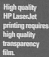 High quality
HP LaserJet
printing requires
high quality
transparency
film.